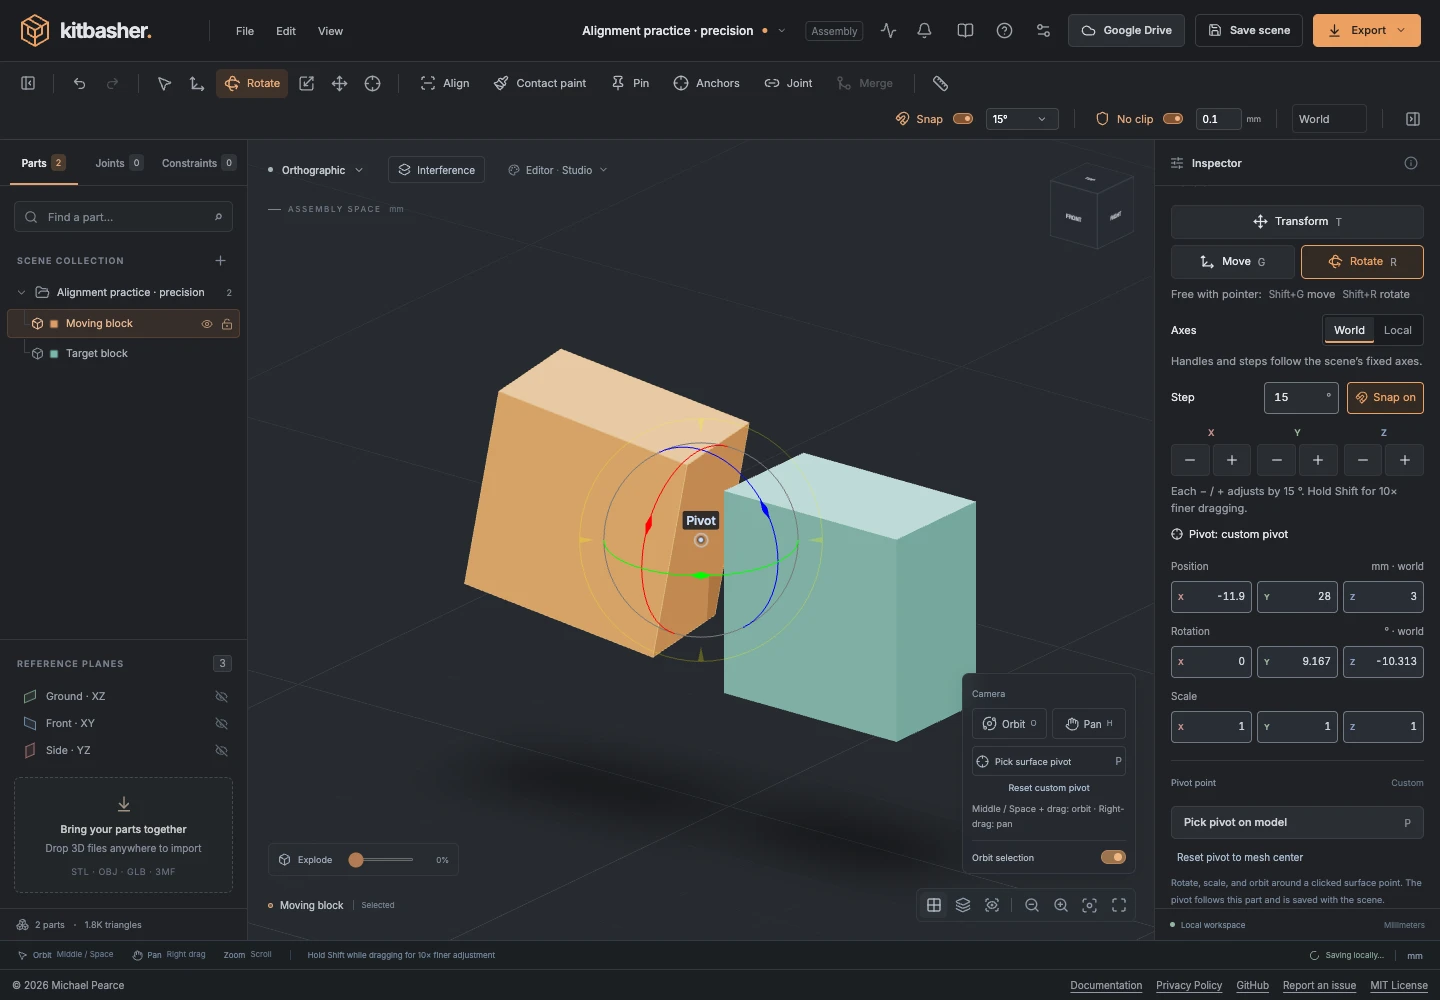 kitbasher.
File Edit View
Alignment practice · precision
Assembly
Google Drive
Save scene
Export
Rotate
Align
Contact paint
Pin
Anchors
Joint
Merge
Snap
15°
No clip
0.1 mm
World
Parts 2
Joints 0
Constraints 0
Find a part...
SCENE COLLECTION
Alignment practice · precision 2
Moving block
Target block
REFERENCE PLANES 3
Ground · XZ
Front · XY
Side · YZ
Bring your parts together
Drop 3D files anywhere to import
STL · OBJ · GLB · 3MF
2 parts · 1.8K triangles
Orthographic
Interference
Editor · Studio
ASSEMBLY SPACE mm
FRONT
RIGHT
Pivot
Camera
Orbit O
Pan H
Pick surface pivot P
Reset custom pivot
Middle / Space + drag: orbit · Right-
drag: pan
Orbit selection
Explode 0%
Moving block Selected
Inspector
Transform T
Move G
Rotate R
Free with pointer: Shift+G move Shift+R rotate
Axes World Local
Handles and steps follow the scene's fixed axes.
Step 15 ° Snap on
X Y Z
− + − + − +
Each − / + adjusts by 15 °. Hold Shift for 10×
finer dragging.
Pivot: custom pivot
Position mm · world
X -11.9 Y 28 Z 3
Rotation ° · world
X 0 Y 9.167 Z -10.313
Scale
X 1 Y 1 Z 1
Pivot point Custom
Pick pivot on model P
Reset pivot to mesh center
Rotate, scale, and orbit around a clicked surface point. The
pivot follows this part and is saved with the scene.
Local workspace Millimeters
Orbit Middle / Space Pan Right drag Zoom Scroll Hold Shift while dragging for 10× finer adjustment
Saving locally... mm
© 2026 Michael Pearce
Documentation Privacy Policy GitHub Report an issue MIT License